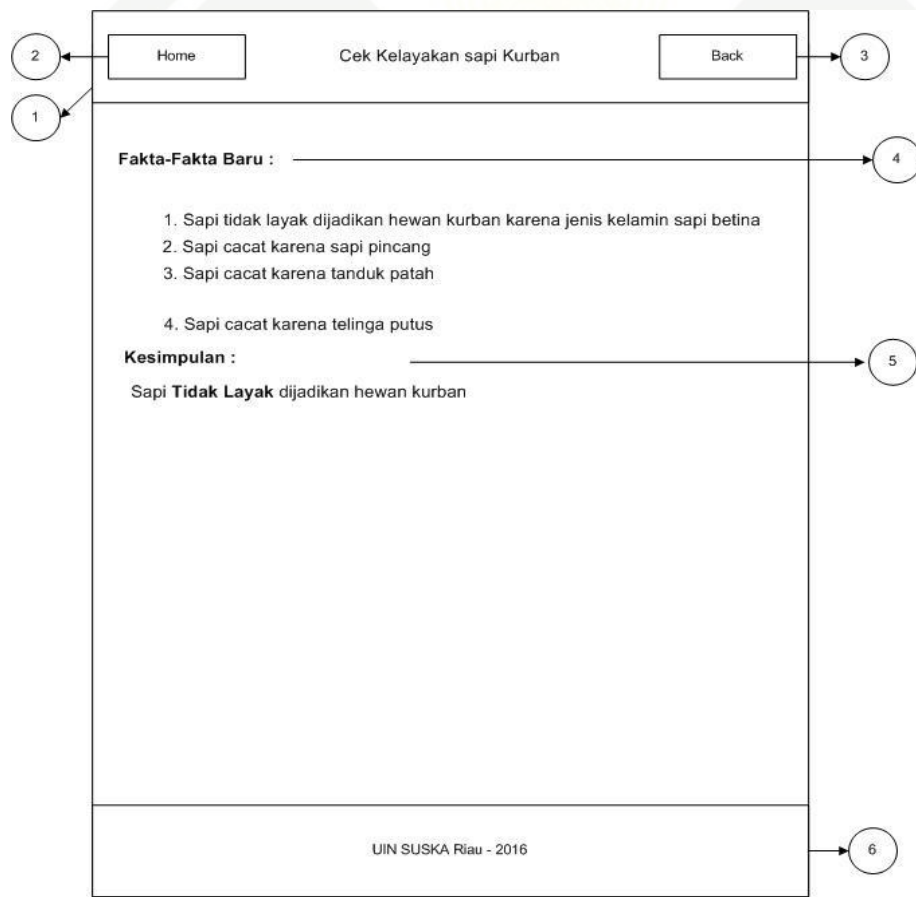 2 Home Cek Kelayakan sapi Kurban Back 3
1
Fakta-Fakta Baru : 4
1. Sapi tidak layak dijadikan hewan kurban karena jenis kelamin sapi betina
2. Sapi cacat karena sapi pincang
3. Sapi cacat karena tanduk patah
4. Sapi cacat karena telinga putus
Kesimpulan : 5
Sapi Tidak Layak dijadikan hewan kurban
UIN SUSKA Riau - 2016 6